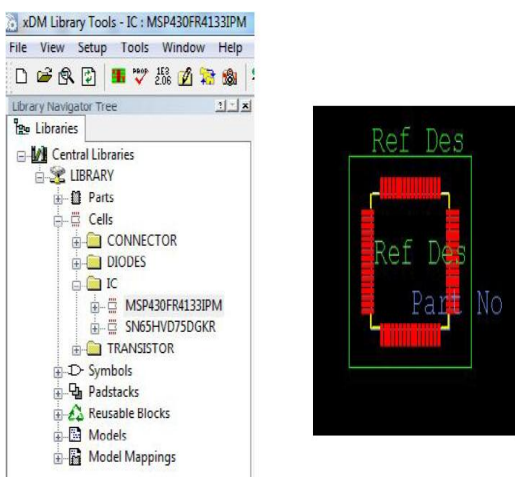 xDM Library Tools - IC : MSP430FR4133IPM
File View Setup Tools Window Help
Library Navigator Tree
Libraries
Central Libraries
LIBRARY
Parts
Cells
CONNECTOR
DIODES
IC
MSP430FR4133IPM
SN65HVD75DGKR
TRANSISTOR
Symbols
Padstacks
Reusable Blocks
Models
Model Mappings
Ref Des
Ref Des
Part No